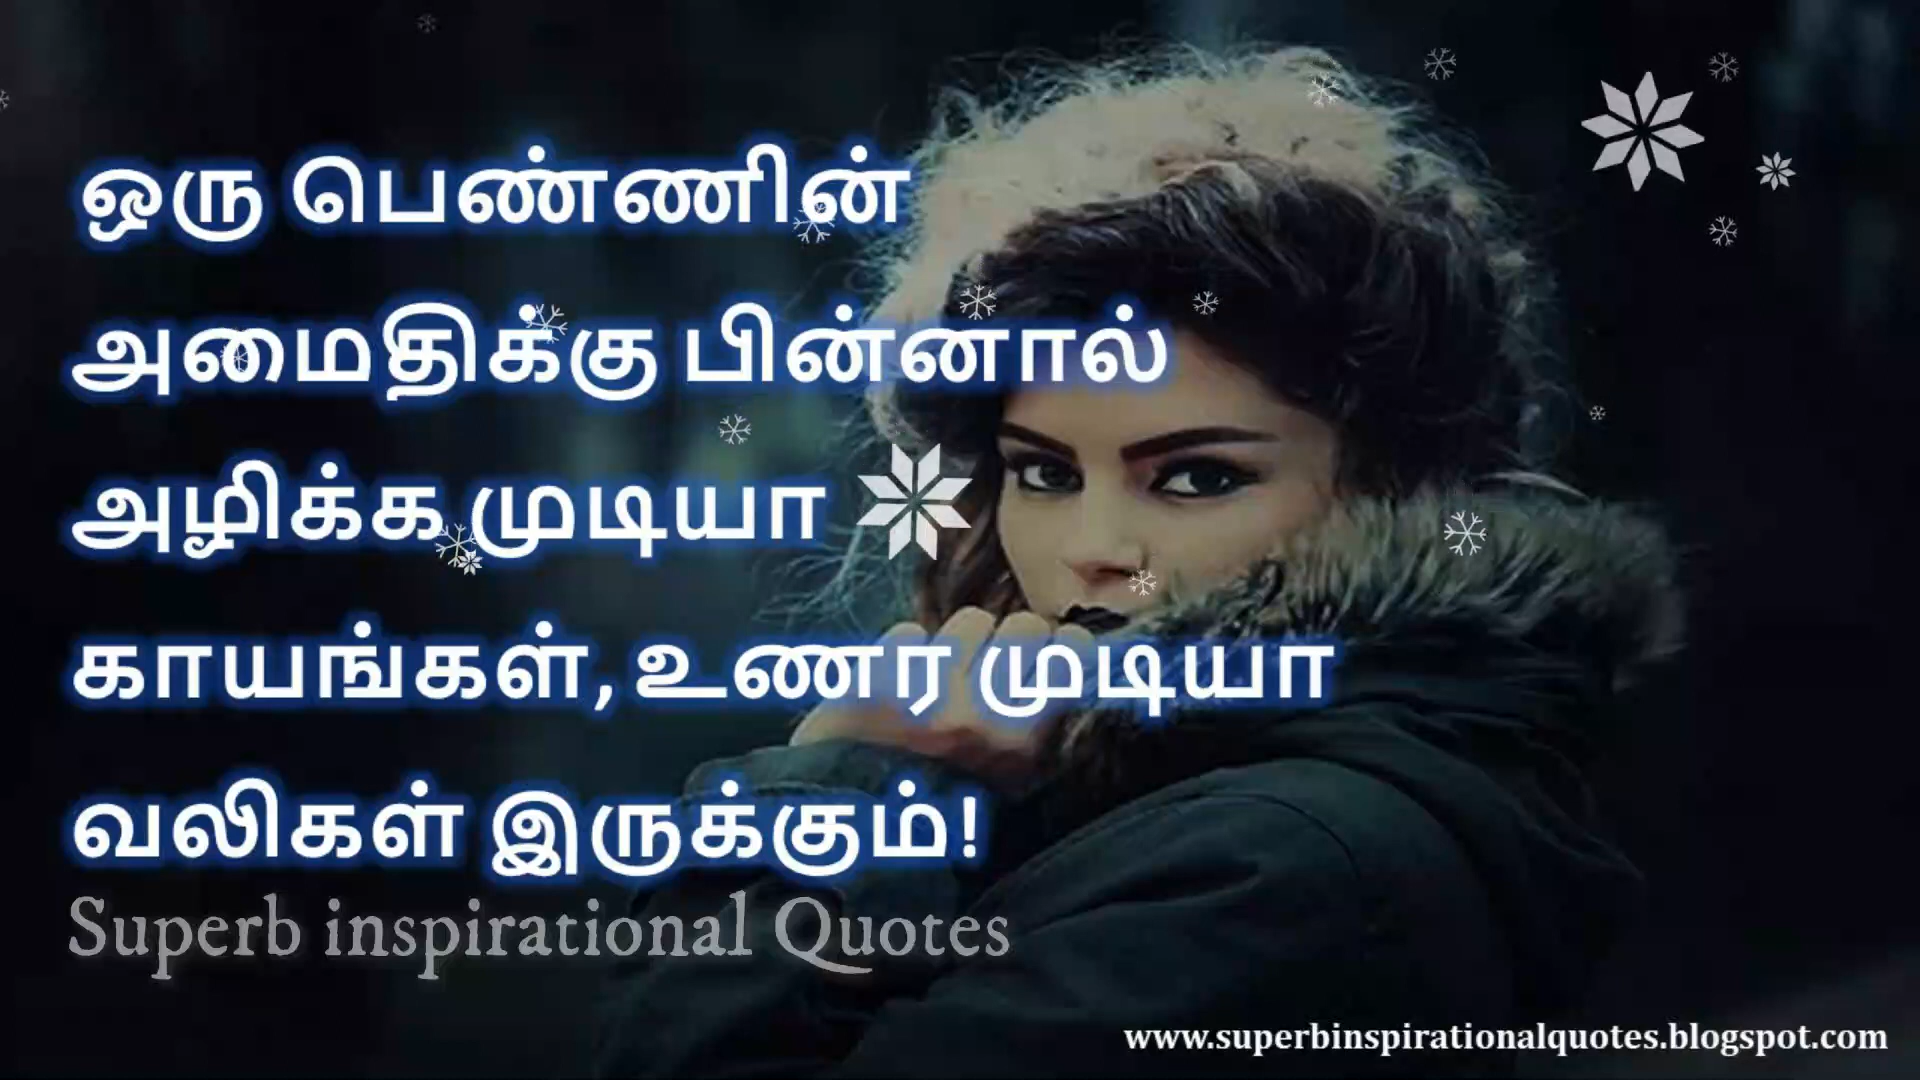 ஒரு பெண்ணின்
அமைதிக்கு பின்னால்
அழிக்க முடியா
காயங்கள், உணர முடியா
வலிகள் இருக்கும்!
Superb inspirational Quotes
www.superbinspirationalquotes.blogspot.com